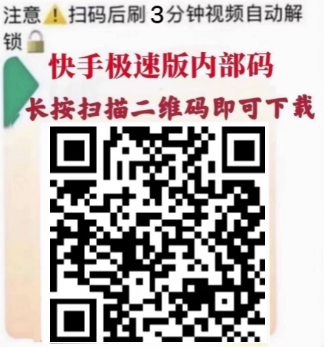 注意⚠️扫码后刷3分钟视频自动解
锁🔒
快手极速版内部码
长按扫描二维码即可下载